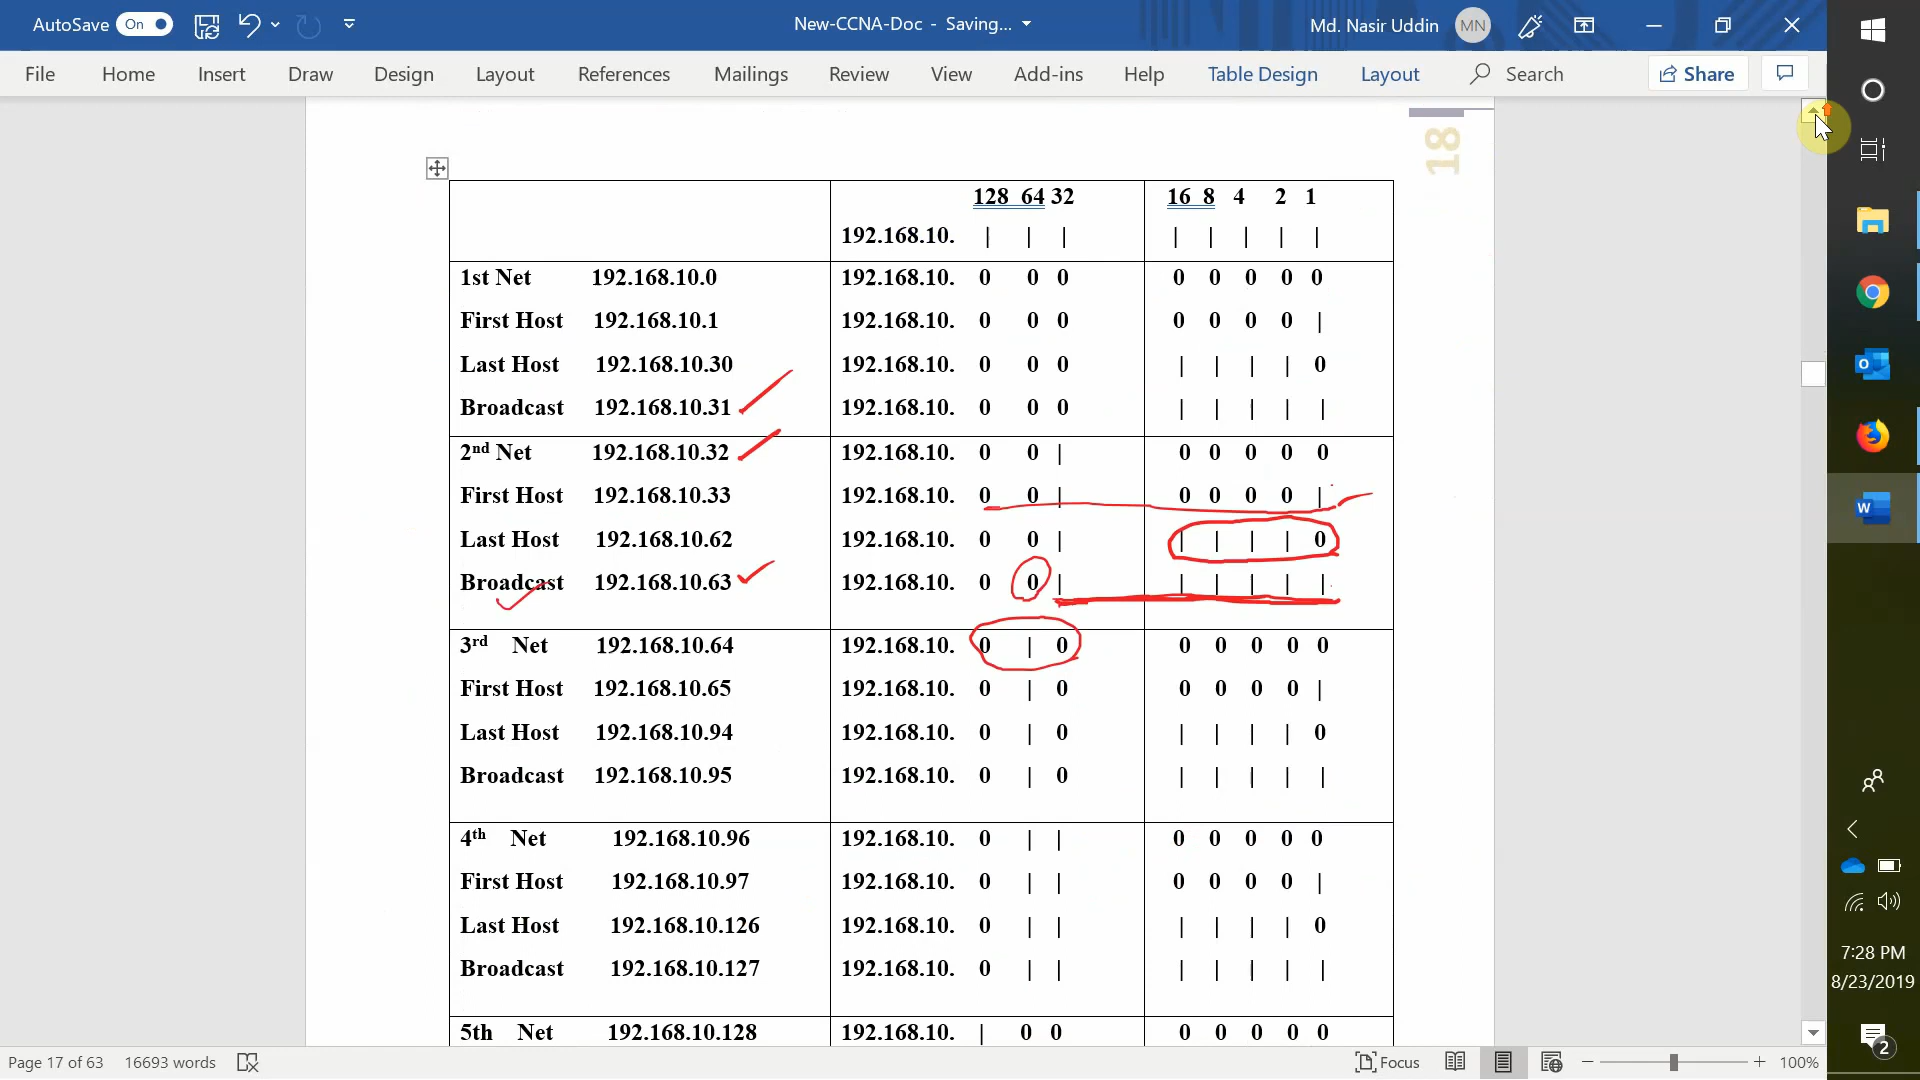 AutoSave On New-CCNA-Doc - Saving... Md. Nasir Uddin MN
File Home Insert Draw Design Layout References Mailings Review View Add-ins Help Table Design Layout Search Share
18
128 64 32 16 8 4 2 1
192.168.10. | | | | | | | |
1st Net 192.168.10.0 192.168.10. 0 0 0 0 0 0 0 0
First Host 192.168.10.1 192.168.10. 0 0 0 0 0 0 0 |
Last Host 192.168.10.30 192.168.10. 0 0 0 | | | | 0
Broadcast 192.168.10.31 192.168.10. 0 0 0 | | | | |
2nd Net 192.168.10.32 192.168.10. 0 0 | 0 0 0 0 0
First Host 192.168.10.33 192.168.10. 0 0 | 0 0 0 0 |
Last Host 192.168.10.62 192.168.10. 0 0 | | | | | 0
Broadcast 192.168.10.63 192.168.10. 0 0 | | | | | |
3rd Net 192.168.10.64 192.168.10. 0 | 0 0 0 0 0 0
First Host 192.168.10.65 192.168.10. 0 | 0 0 0 0 0 |
Last Host 192.168.10.94 192.168.10. 0 | 0 | | | | 0
Broadcast 192.168.10.95 192.168.10. 0 | 0 | | | | |
4th Net 192.168.10.96 192.168.10. 0 | | 0 0 0 0 0
First Host 192.168.10.97 192.168.10. 0 | | 0 0 0 0 |
Last Host 192.168.10.126 192.168.10. 0 | | | | | | 0
Broadcast 192.168.10.127 192.168.10. 0 | | | | | | |
5th Net 192.168.10.128 192.168.10. | 0 0 0 0 0 0 0
7:28 PM
8/23/2019
2
Page 17 of 63 16693 words Focus 100%